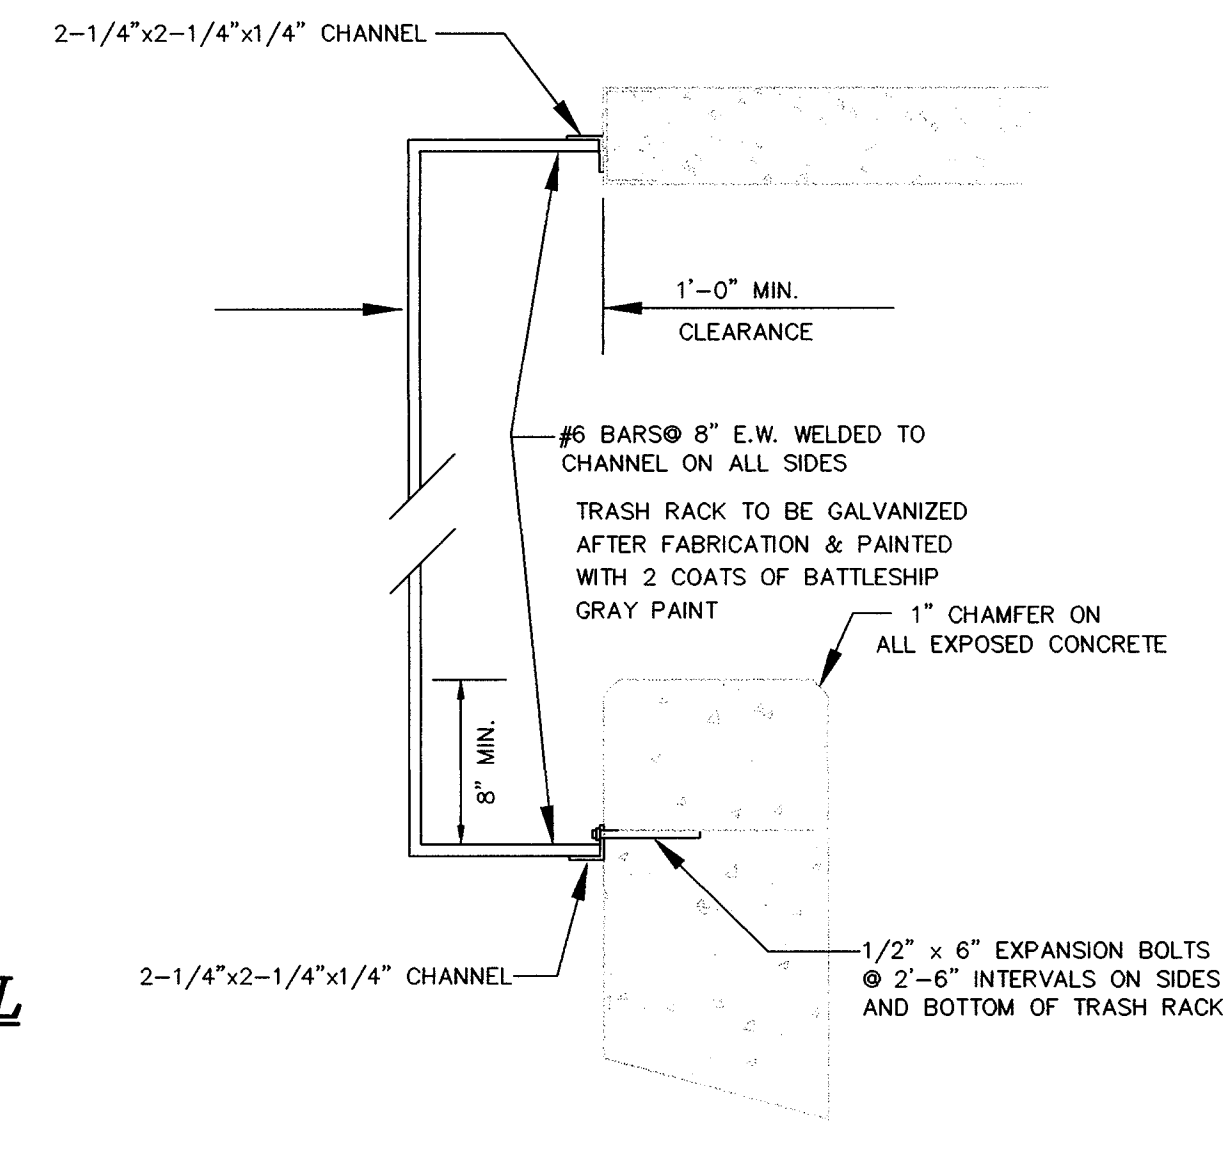 2-1/4"x2-1/4"x1/4" CHANNEL
1'-0" MIN.
CLEARANCE
#6 BARS@ 8" E.W. WELDED TO
CHANNEL ON ALL SIDES
TRASH RACK TO BE GALVANIZED
AFTER FABRICATION & PAINTED
WITH 2 COATS OF BATTLESHIP
GRAY PAINT
1" CHAMFER ON
ALL EXPOSED CONCRETE
8" MIN.
1/2" x 6" EXPANSION BOLTS
@ 2'-6" INTERVALS ON SIDES
AND BOTTOM OF TRASH RACK
2-1/4"x2-1/4"x1/4" CHANNEL
L